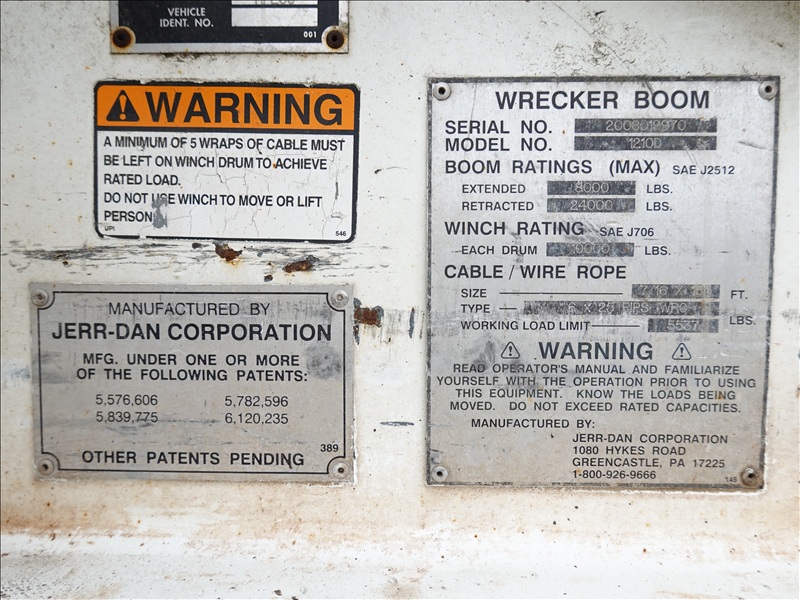 VEHICLE
IDENT. NO.
001
WARNING
A MINIMUM OF 5 WRAPS OF CABLE MUST
BE LEFT ON WINCH DRUM TO ACHIEVE
RATED LOAD.
DO NOT USE WINCH TO MOVE OR LIFT
PERSON
JPI 546
MANUFACTURED BY
JERR-DAN CORPORATION
MFG. UNDER ONE OR MORE
OF THE FOLLOWING PATENTS:
5,576,606 5,782,596
5,839,775 6,120,235
389
OTHER PATENTS PENDING
WRECKER BOOM
SERIAL NO.
MODEL NO.
BOOM RATINGS (MAX) SAE J2512
EXTENDED 8000 LBS.
RETRACTED 24000 LBS.
WINCH RATING SAE J706
EACH DRUM LBS.
CABLE / WIRE ROPE
SIZE FT.
TYPE
WORKING LOAD LIMIT 5537 LBS.
WARNING
READ OPERATOR'S MANUAL AND FAMILIARIZE
YOURSELF WITH THE OPERATION PRIOR TO USING
THIS EQUIPMENT. KNOW THE LOADS BEING
MOVED. DO NOT EXCEED RATED CAPACITIES.
MANUFACTURED BY:
JERR-DAN CORPORATION
1080 HYKES ROAD
GREENCASTLE, PA 17225
1-800-926-9666
145